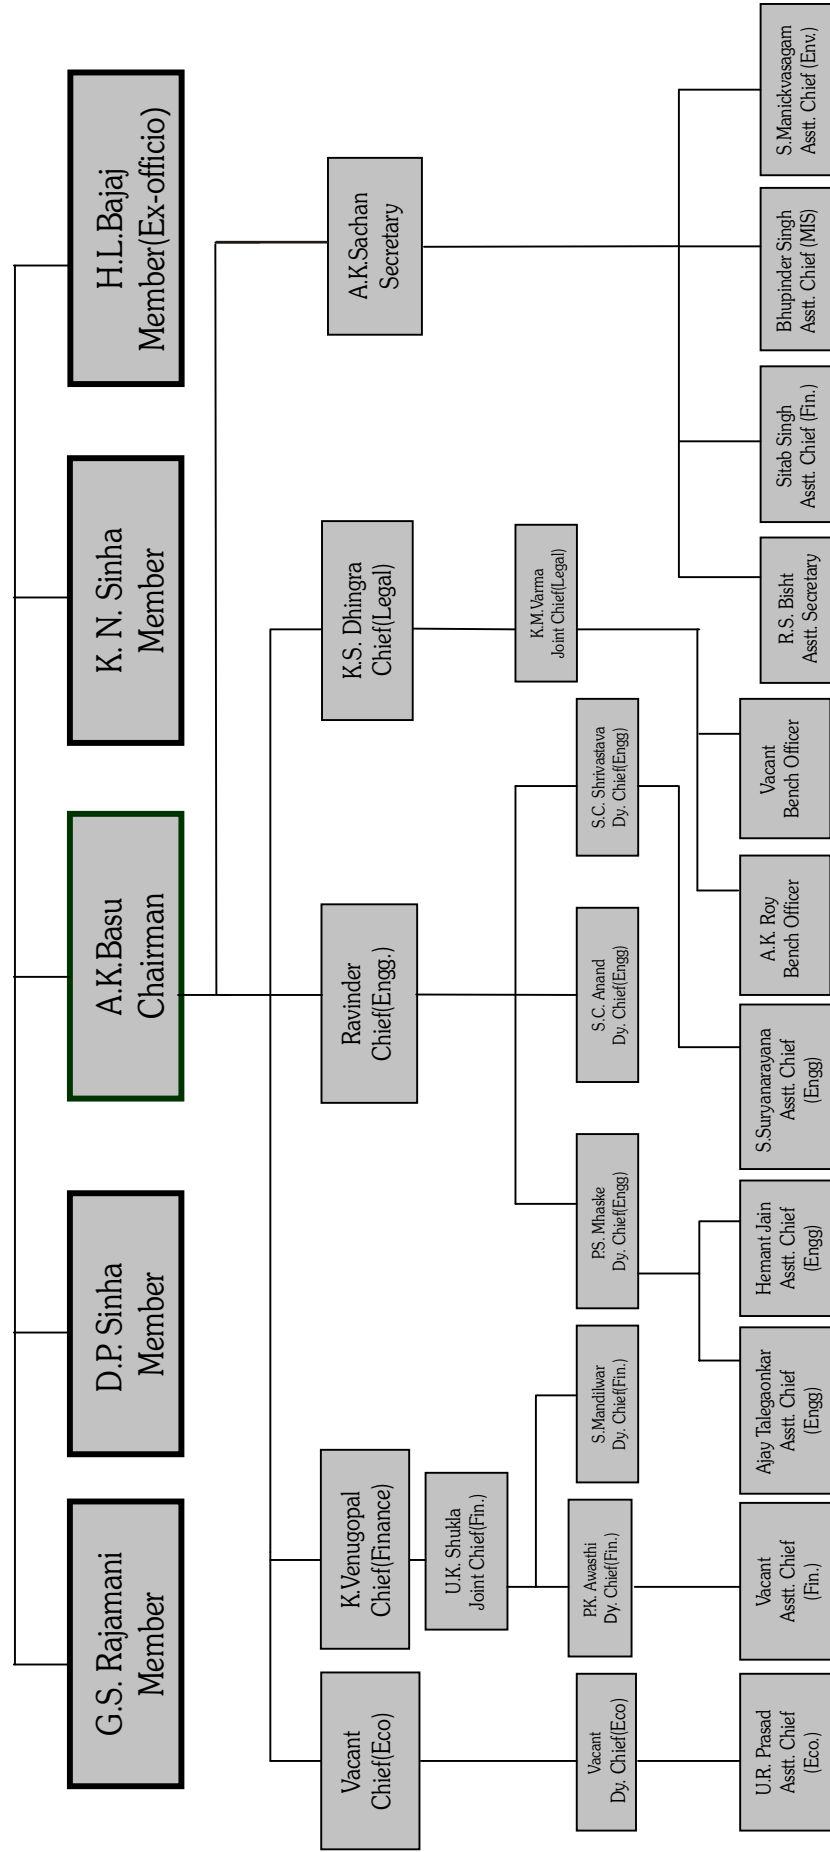 G.S. Rajamani
Member
D.P. Sinha
Member
A.K.Basu
Chairman
K. N. Sinha
Member
H.L.Bajaj
Member(Ex-officio)
Vacant
Chief(Eco)
K.Venugopal
Chief(Finance)
Ravinder
Chief(Engg.)
K.S. Dhingra
Chief(Legal)
A.K.Sachan
Secretary
U.K. Shukla
Joint Chief(Fin.)
K.M.Varma
Joint Chief(Legal)
Vacant
Dy. Chief(Eco)
P.K. Awasthi
Dy. Chief(Fin.)
S.Mandilwar
Dy. Chief(Fin.)
P.S. Mhaske
Dy. Chief(Engg)
S.C. Anand
Dy. Chief(Engg)
S.C. Shrivastava
Dy. Chief(Engg)
U.R. Prasad
Asstt. Chief
(Eco.)
Vacant
Asstt. Chief
(Fin.)
Ajay Talegaonkar
Asstt. Chief
(Engg)
Hemant Jain
Asstt. Chief
(Engg)
S.Suryanarayana
Asstt. Chief
(Engg)
A.K. Roy
Bench Officer
Vacant
Bench Officer
R.S. Bisht
Asstt. Secretary
Sitab Singh
Asstt. Chief (Fin.)
Bhupinder Singh
Asstt. Chief (MIS)
S.Manickvasagam
Asstt. Chief (Env.)